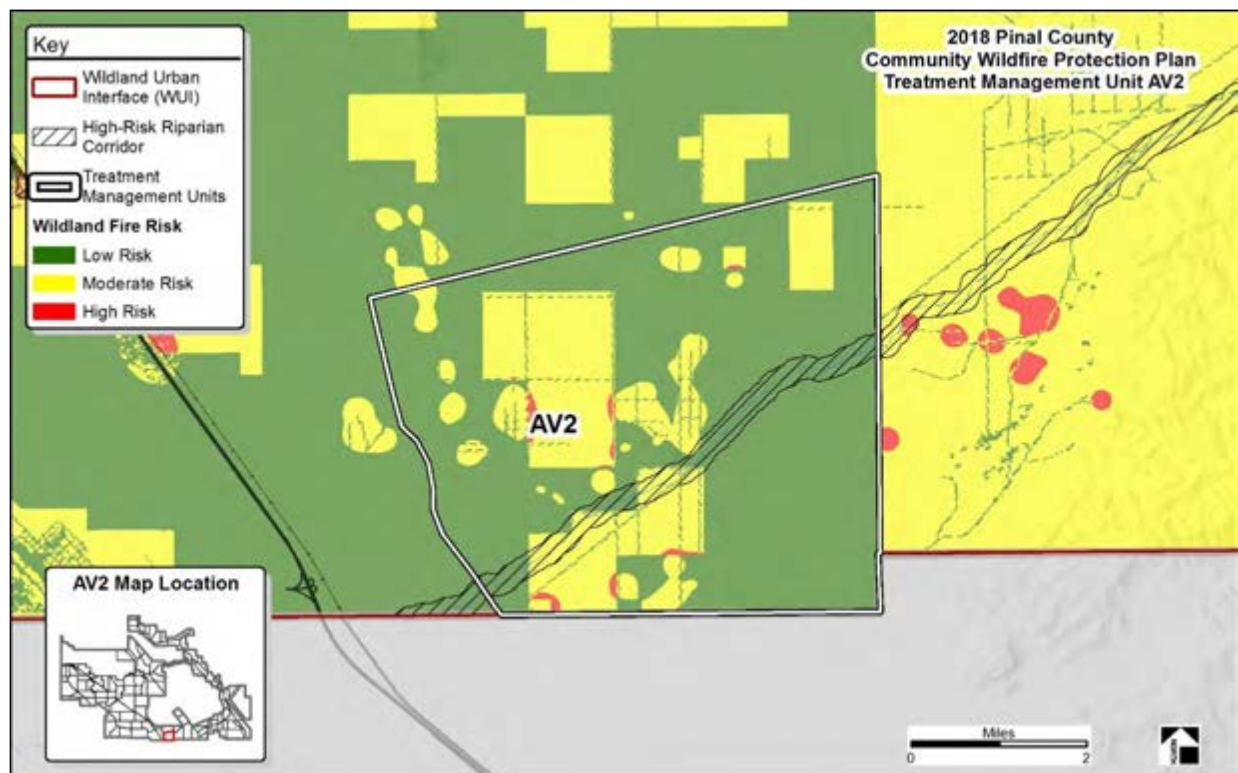 2018 Pinal County
Community Wildfire Protection Plan
Treatment Management Unit AV2
Key
Wildland Urban
Interface (WUI)
High-Risk Riparian
Corridor
Treatment
Management Units
Wildland Fire Risk
Low Risk
Moderate Risk
High Risk
AV2
AV2 Map Location
Miles
0
2